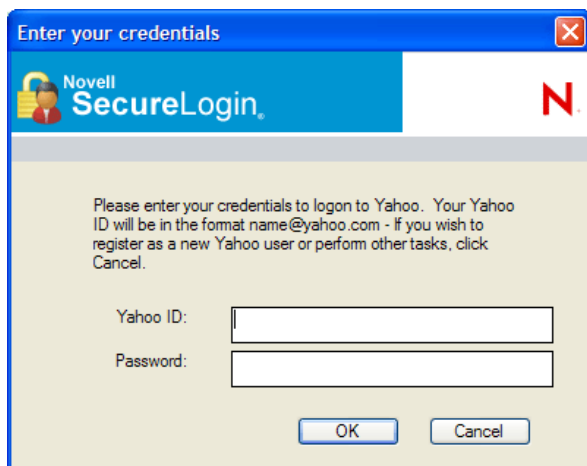 Enter your credentials
Novell
SecureLogin®
N
Please enter your credentials to logon to Yahoo. Your Yahoo
ID will be in the format name@yahoo.com - If you wish to
register as a new Yahoo user or perform other tasks, click
Cancel.
Yahoo ID:
Password:
OK Cancel